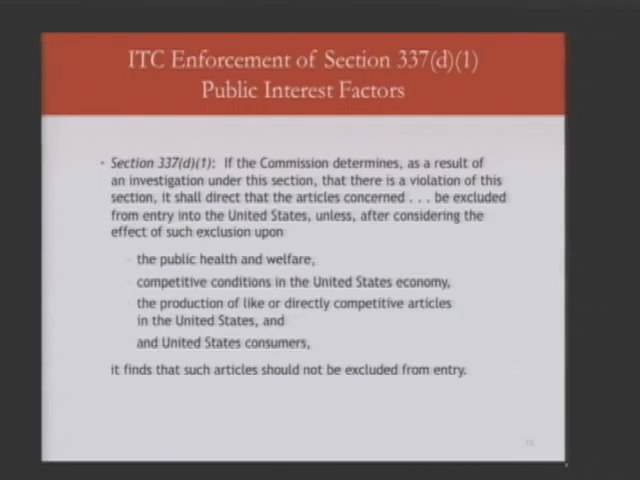 ITC Enforcement of Section 337(d)(1)
Public Interest Factors
• Section 337(d)(1): If the Commission determines, as a result of
an investigation under this section, that there is a violation of this
section, it shall direct that the articles concerned . . . be excluded
from entry into the United States, unless, after considering the
effect of such exclusion upon
the public health and welfare,
competitive conditions in the United States economy,
the production of like or directly competitive articles
in the United States, and
and United States consumers,
it finds that such articles should not be excluded from entry.